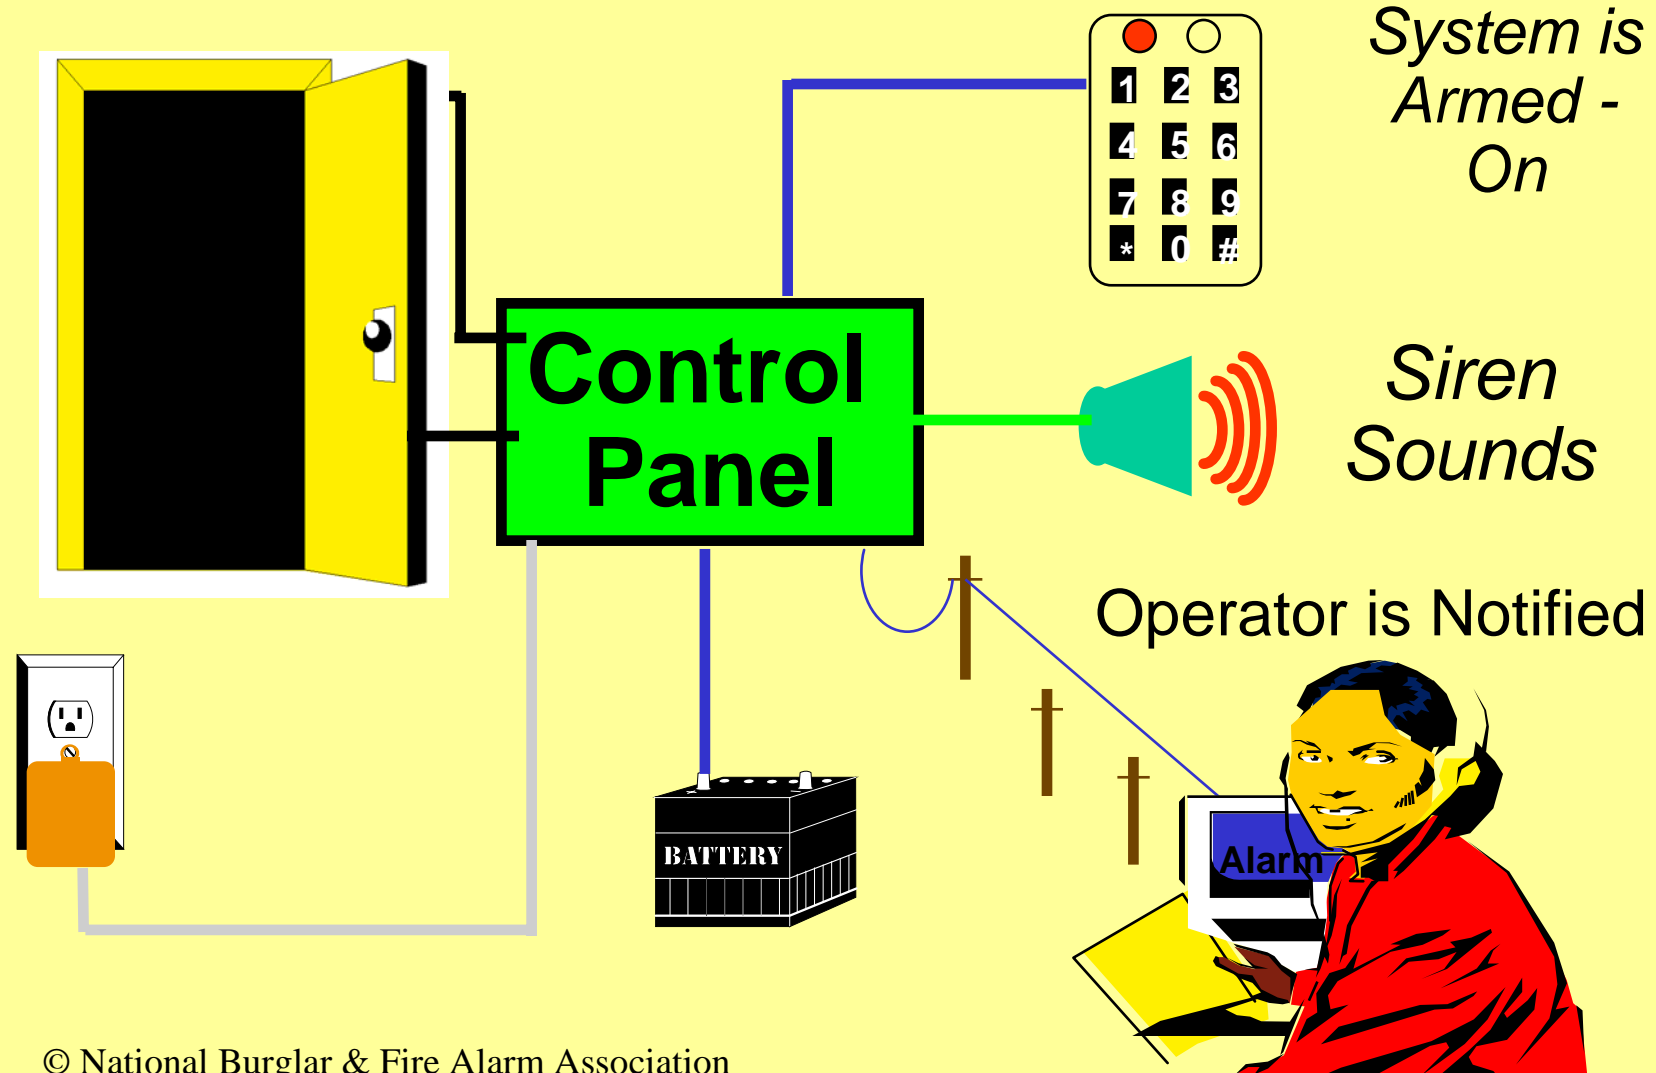 System is
Armed -
On
1 2 3
4 5 6
7 8 9
* 0 #
Control
Panel
Siren
Sounds
Operator is Notified
BATTERY
Alarm
© National Burglar & Fire Alarm Association